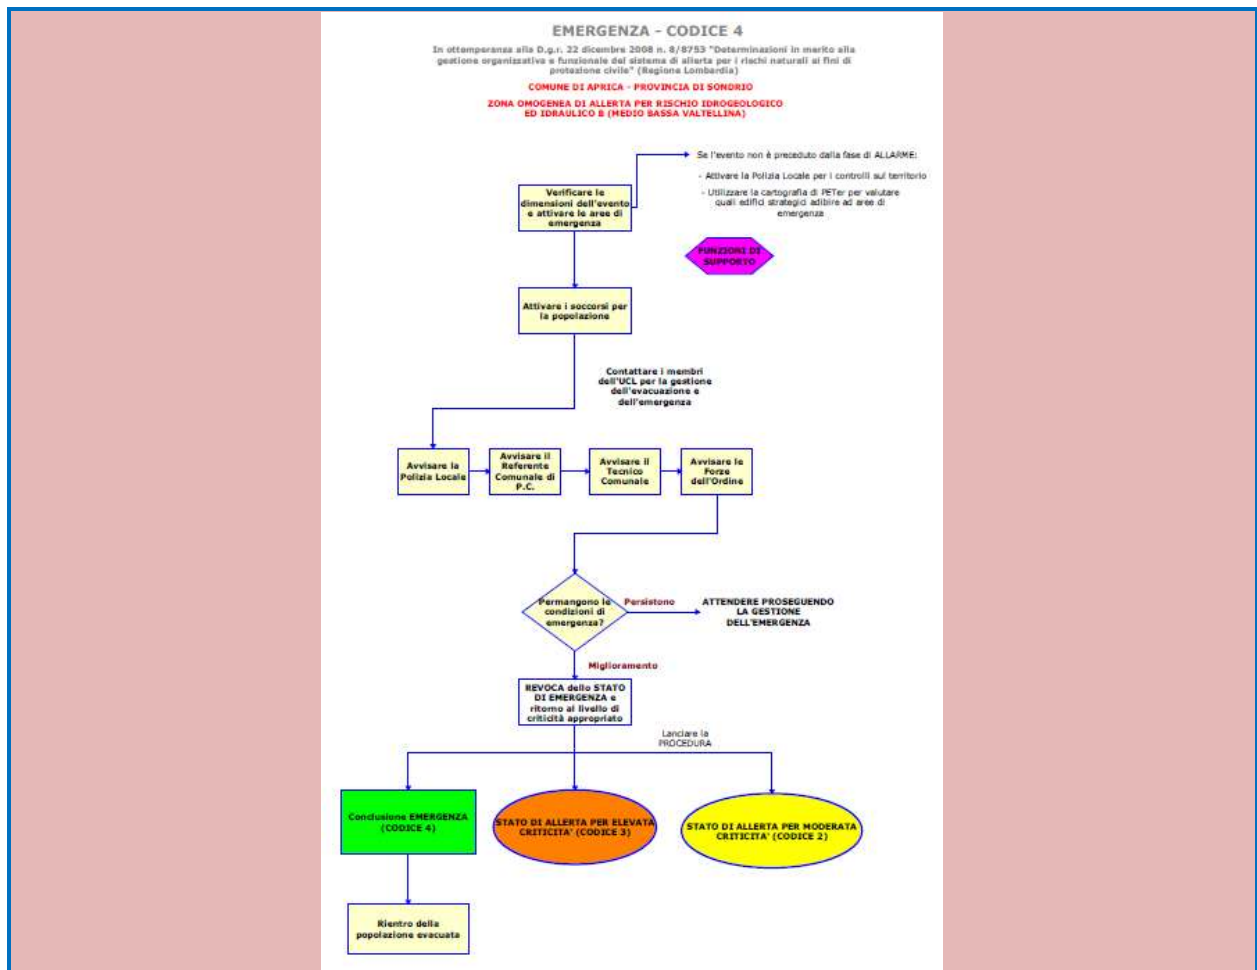 EMERGENZA - CODICE 4
In ottemperanza alla D.g.r. 22 dicembre 2008 n. 8/8753 "Determinazioni in merito alla
gestione organizzativa e funzionale del sistema di allerta per i rischi naturali ai fini di
protezione civile" (Regione Lombardia)
COMUNE DI APRICA - PROVINCIA DI SONDRIO
ZONA OMOGENEA DI ALLERTA PER RISCHIO IDROGEOLOGICO
ED IDRAULICO B (MEDIO BASSA VALTELLINA)
Se l'evento non è preceduto dalla fase di ALLARME:
- Attivare la Polizia Locale per i controlli sul territorio
- Utilizzare la cartografia di PETer per valutare
quali edifici strategici adibire ad aree di
emergenza
Verificare le
dimensioni dell'evento
e attivare le aree di
emergenza
FUNZIONI DI
SUPPORTO
Attivare i soccorsi per
la popolazione
Contattare i membri
dell'UCL per la gestione
dell'evacuazione e
dell'emergenza
Avvisare la
Polizia Locale
Avvisare il
Referente
Comunale di
P.C.
Avvisare il
Tecnico
Comunale
Avvisare le
Forze
dell'Ordine
Permangono le
condizioni di
emergenza?
Persistono
ATTENDERE PROSEGUENDO
LA GESTIONE
DELL'EMERGENZA
Miglioramento
REVOCA dello STATO
DI EMERGENZA e
ritorno al livello di
criticità appropriato
Lanciare la
PROCEDURA
Conclusione EMERGENZA
(CODICE 4)
STATO DI ALLERTA PER ELEVATA
CRITICITA' (CODICE 3)
STATO DI ALLERTA PER MODERATA
CRITICITA' (CODICE 2)
Rientro della
popolazione evacuata